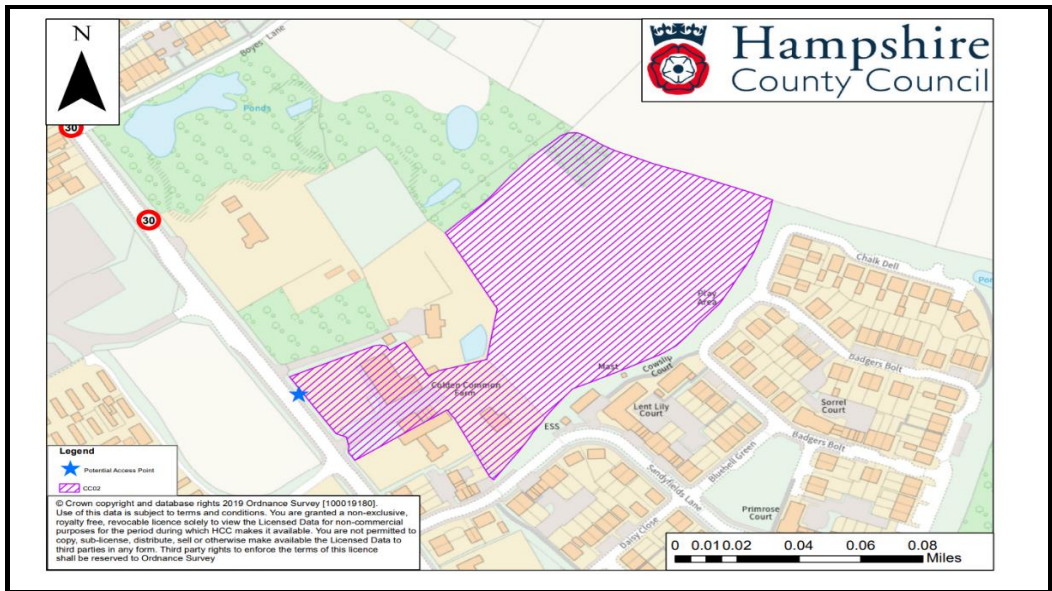 N
Hampshire
County Council
Boyes Lane
Ponds
30
30
Chalk Dell
Play
Area
Badgers Bolt
Mast
Cowslip
Court
Colden Common
Farm
Lent Lily
Court
Sorrel
Court
ESS
Badgers Bolt
Bluebell Green
Sandyfields Lane
Primrose
Court
Daisy Close
Legend
Potential Access Point
CC02
© Crown copyright and database rights 2019 Ordnance Survey [100019180].
Use of this data is subject to terms and conditions. You are granted a non-exclusive,
royalty free, revocable licence solely to view the Licensed Data for non-commercial
purposes for the period during which HCC makes it available. You are not permitted to
copy, sub-license, distribute, sell or otherwise make available the Licensed Data to
third parties in any form. Third party rights to enforce the terms of this licence
shall be reserved to Ordnance Survey
0 0.01 0.02 0.04 0.06 0.08
Miles